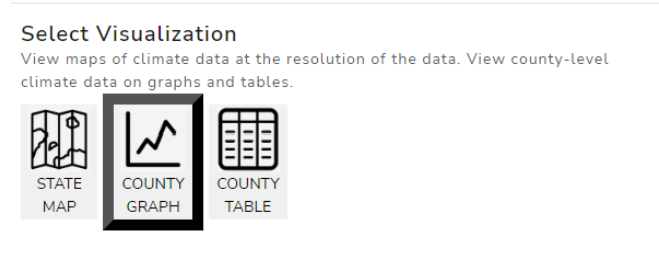 Select Visualization
View maps of climate data at the resolution of the data. View county-level
climate data on graphs and tables.
STATE
MAP
COUNTY
GRAPH
COUNTY
TABLE